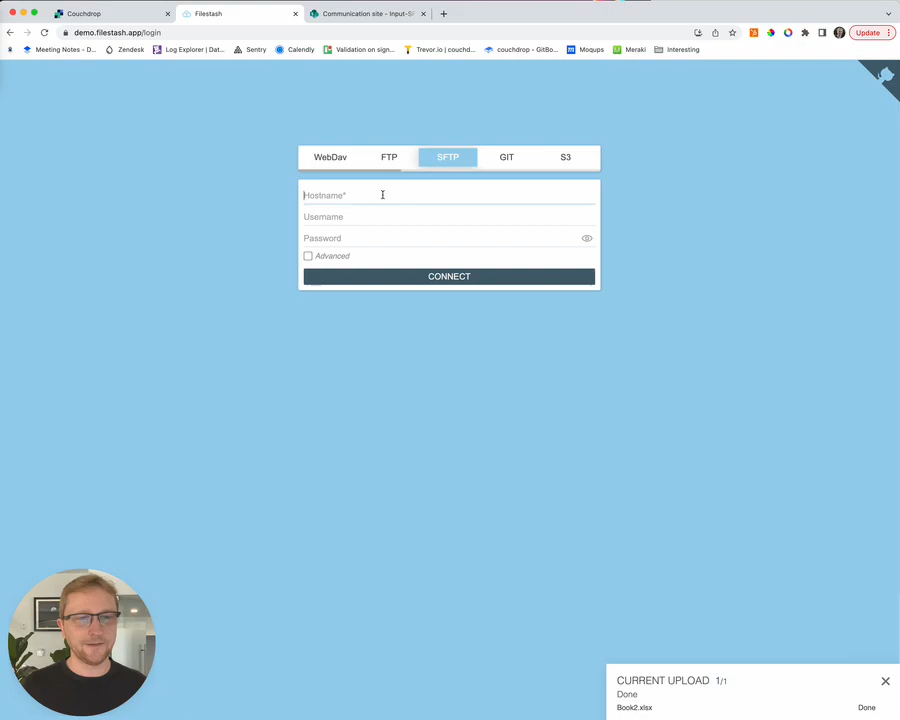 Couchdrop
Filestash
Communication site - Input-SF
demo.filestash.app/login
Update
Meeting Notes - D...
Zendesk
Log Explorer | Dat...
Sentry
Calendly
Validation on sign...
Trevor.io | couchd...
couchdrop - GitBo...
Moqups
Meraki
Interesting
WebDav
FTP
SFTP
GIT
S3
Hostname*
Username
Password
Advanced
CONNECT
CURRENT UPLOAD 1/1
Done
Book2.xlsx
Done